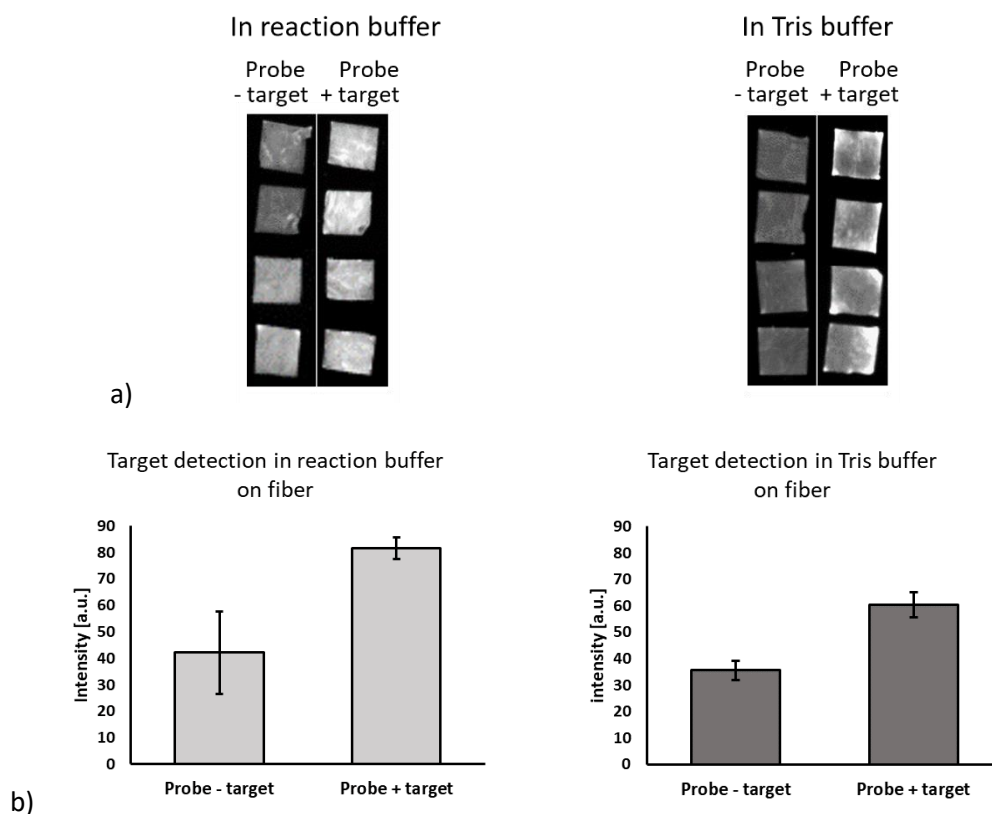 In reaction buffer
Probe Probe
- target + target
In Tris buffer
Probe Probe
- target + target
a)
Target detection in reaction buffer
on fiber
Intensity [a.u.]
90
80
70
60
50
40
30
20
10
0
Probe - target Probe + target
Target detection in Tris buffer
on fiber
intensity [a.u.]
90
80
70
60
50
40
30
20
10
0
Probe - target Probe + target
b)